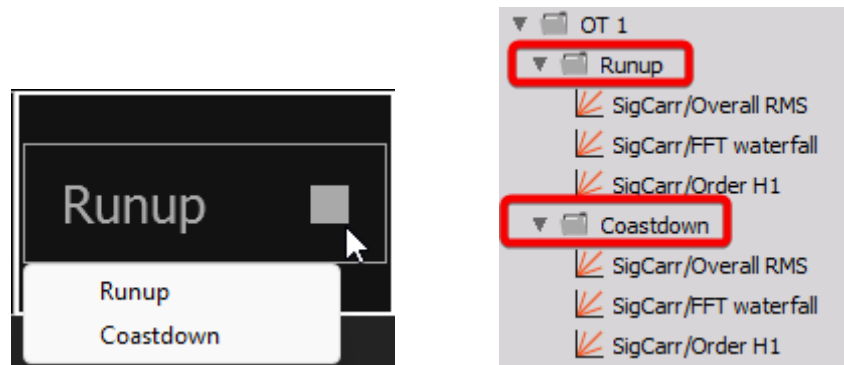 Runup
Runup
Coastdown
OT 1
Runup
SigCarr/Overall RMS
SigCarr/FFT waterfall
SigCarr/Order H1
Coastdown
SigCarr/Overall RMS
SigCarr/FFT waterfall
SigCarr/Order H1